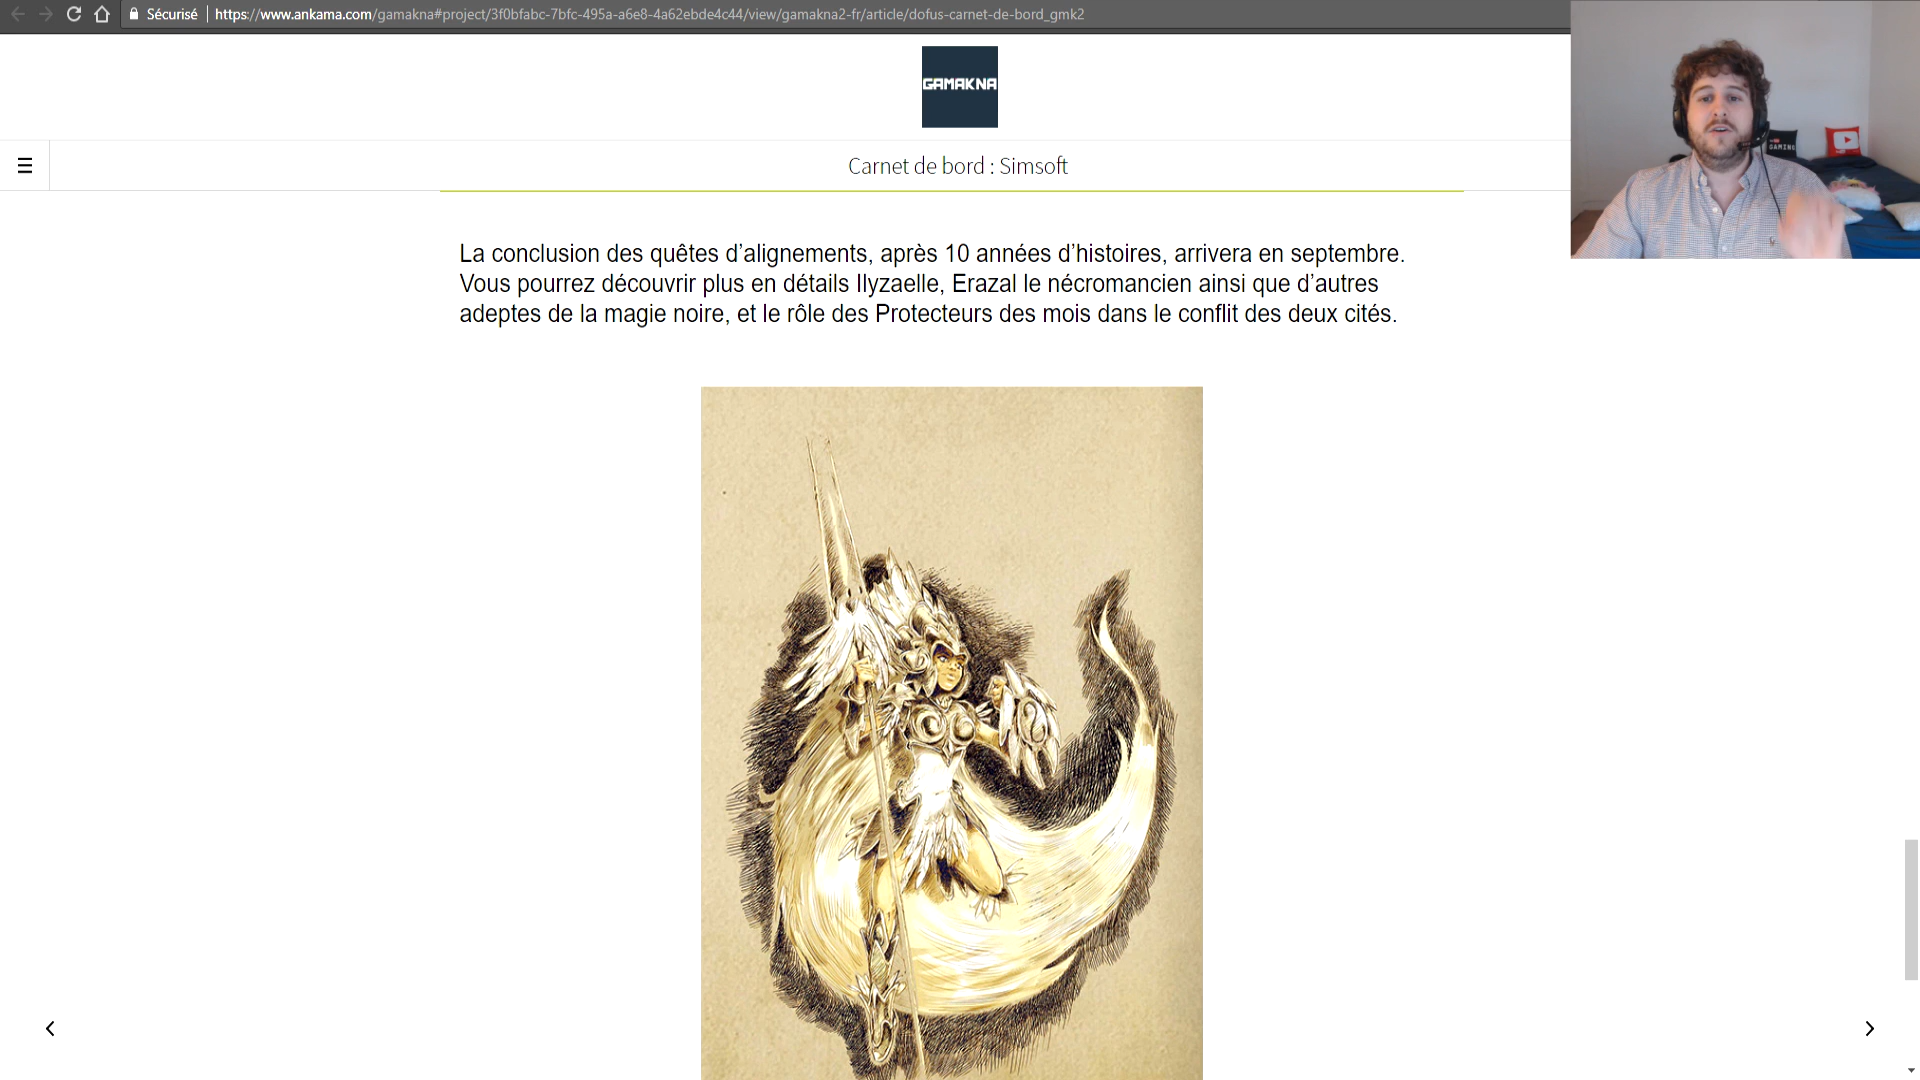 Sécurisé
https://www.ankama.com/gamakna#project/3f0bfabc-7bfc-495a-a6e8-4a62ebde4c44/view/gamakna2-fr/article/dofus-carnet-de-bord_gmk2
GAMAKNA
Carnet de bord : Simsoft
La conclusion des quêtes d’alignements, après 10 années d’histoires, arrivera en septembre.
Vous pourrez découvrir plus en détails Ilyzaelle, Erazal le nécromancien ainsi que d’autres
adeptes de la magie noire, et le rôle des Protecteurs des mois dans le conflit des deux cités.
GAMING